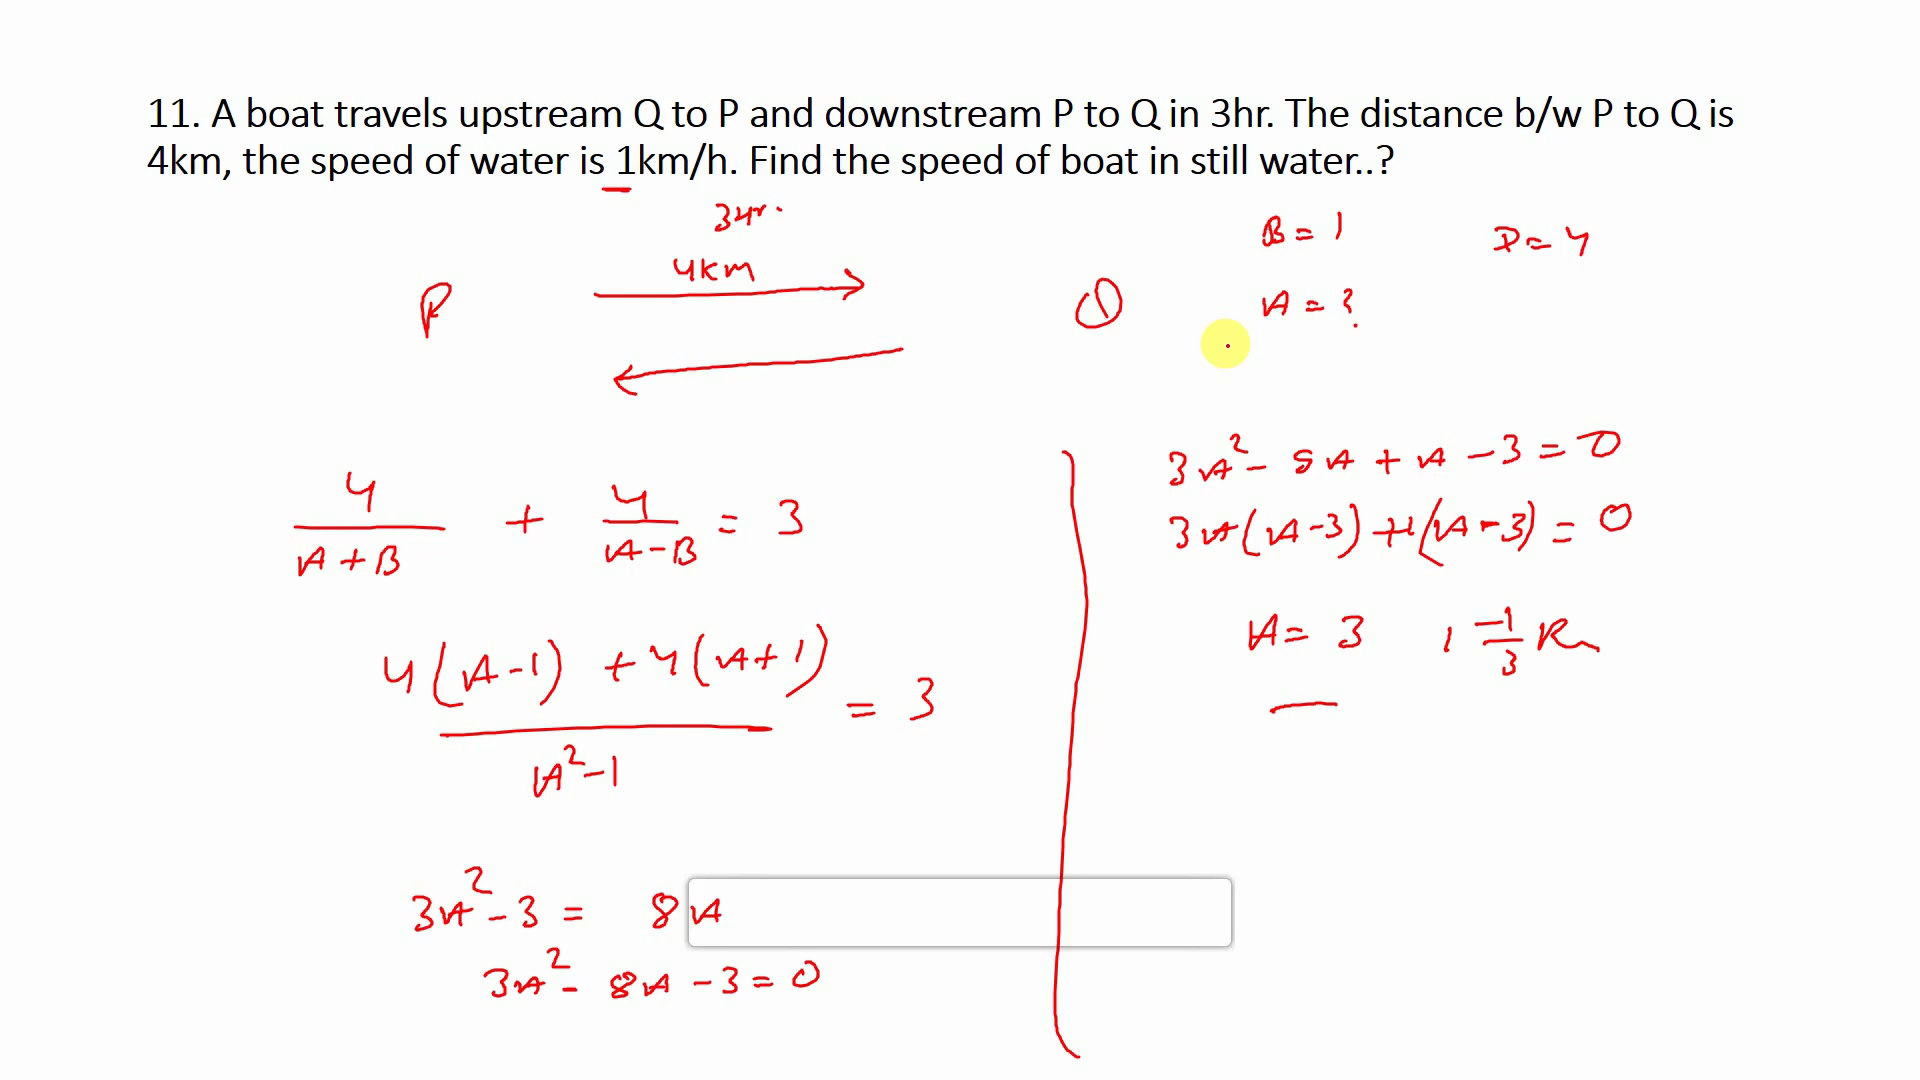 11. A boat travels upstream Q to P and downstream P to Q in 3hr. The distance b/w P to Q is
4km, the speed of water is 1km/h. Find the speed of boat in still water..?
3Hr.
4km
P
Q
B = 1
D = 4
A = ?
4/(A+B) + 4/(A-B) = 3
4(A-1) + 4(A+1) / A²-1 = 3
3A²-3 = 8A
3A² - 8A - 3 = 0
3A² - 9A + A - 3 = 0
3A(A-3) + 1(A-3) = 0
A = 3 , -1/3